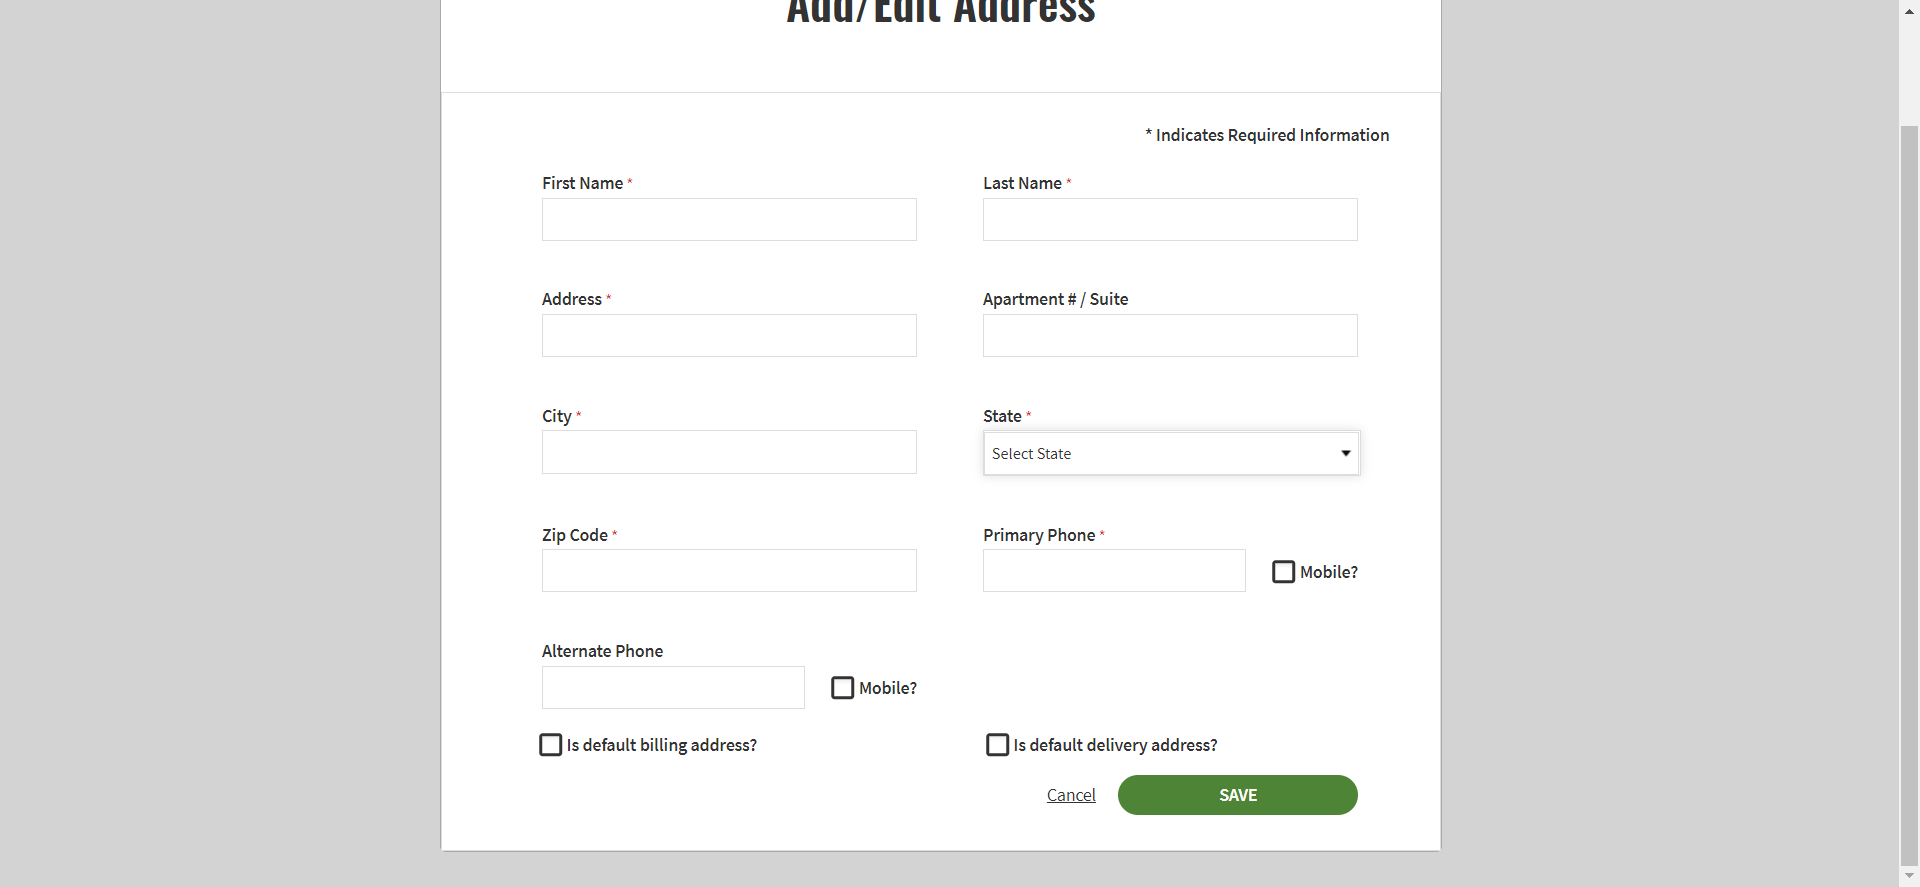 Add/Edit Address
* Indicates Required Information
First Name *
Last Name *
Address *
Apartment # / Suite
City *
State *
Select State
Zip Code *
Primary Phone *
Mobile?
Alternate Phone
Mobile?
Is default billing address?
Is default delivery address?
Cancel
SAVE